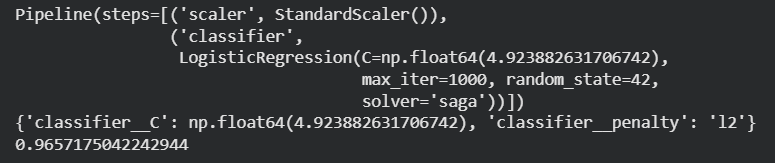 Pipeline(steps=[('scaler', StandardScaler()),
                ('classifier',
                 LogisticRegression(C=np.float64(4.923882631706742),
                                    max_iter=1000, random_state=42,
                                    solver='saga'))])
{'classifier__C': np.float64(4.923882631706742), 'classifier__penalty': 'l2'}
0.9657175042242944